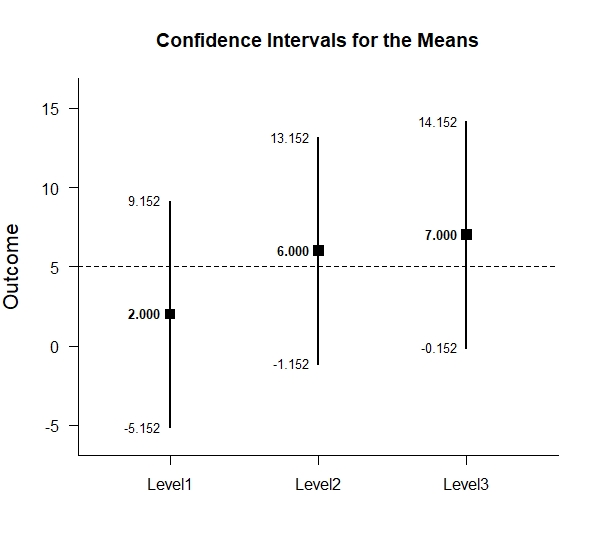 Confidence Intervals for the Means
Outcome
15
10
5
0
-5
9.152
2.000
-5.152
13.152
6.000
-1.152
14.152
7.000
-0.152
Level1
Level2
Level3